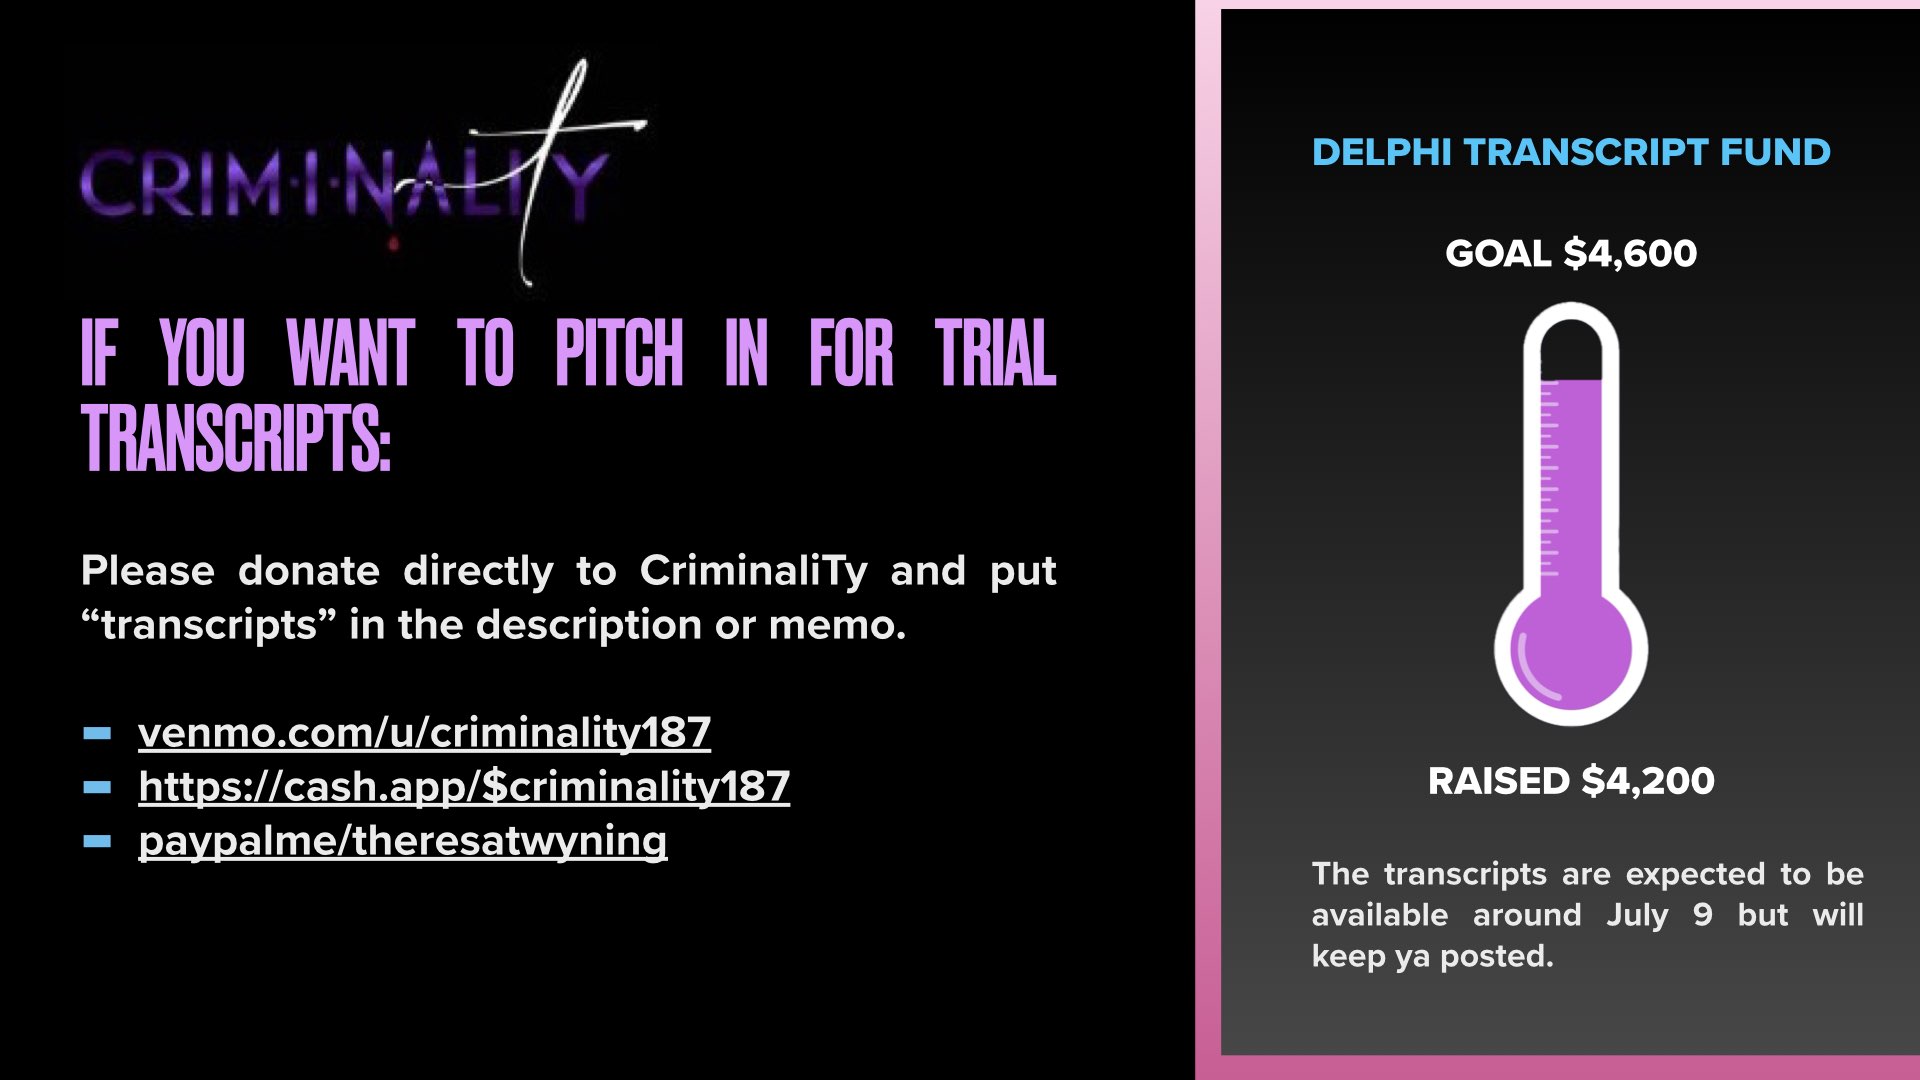 CRIM·I·NALITY
IF YOU WANT TO PITCH IN FOR TRIAL
TRANSCRIPTS:
Please donate directly to CriminaliTy and put
“transcripts” in the description or memo.
venmo.com/u/criminality187
https://cash.app/$criminality187
paypalme/theresatwyning
DELPHI TRANSCRIPT FUND
GOAL $4,600
RAISED $4,200
The transcripts are expected to be
available around July 9 but will
keep ya posted.